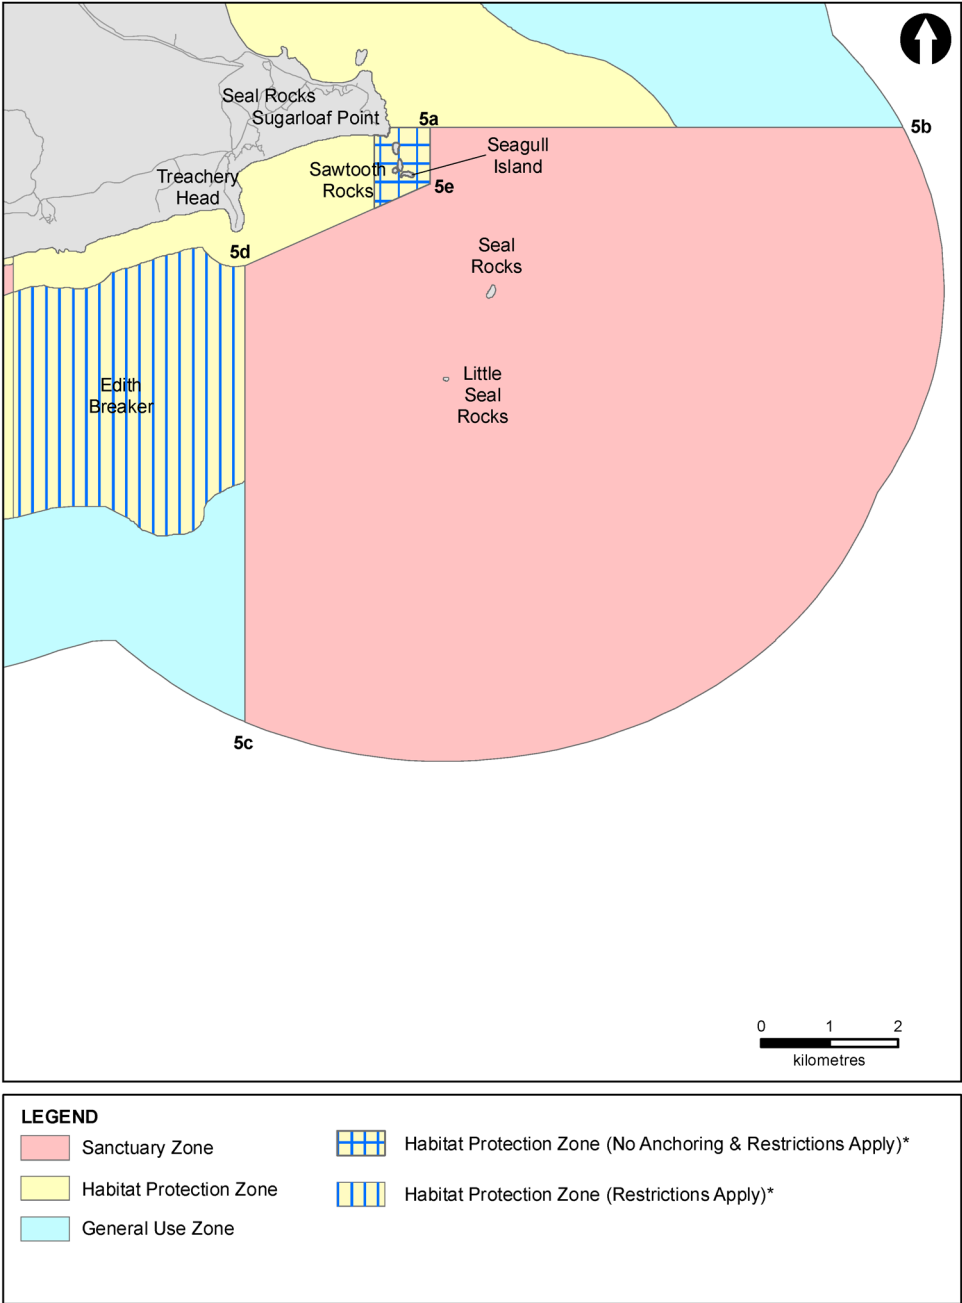 Seal Rocks
Sugarloaf Point
5a
5b
Seagull
Island
Sawtooth
Rocks
Treachery
Head
5e
5d
Seal
Rocks
Little
Seal
Rocks
Edith
Breaker
5c
0 1 2
kilometres
LEGEND
Sanctuary Zone
Habitat Protection Zone
General Use Zone
Habitat Protection Zone (No Anchoring & Restrictions Apply)*
Habitat Protection Zone (Restrictions Apply)*